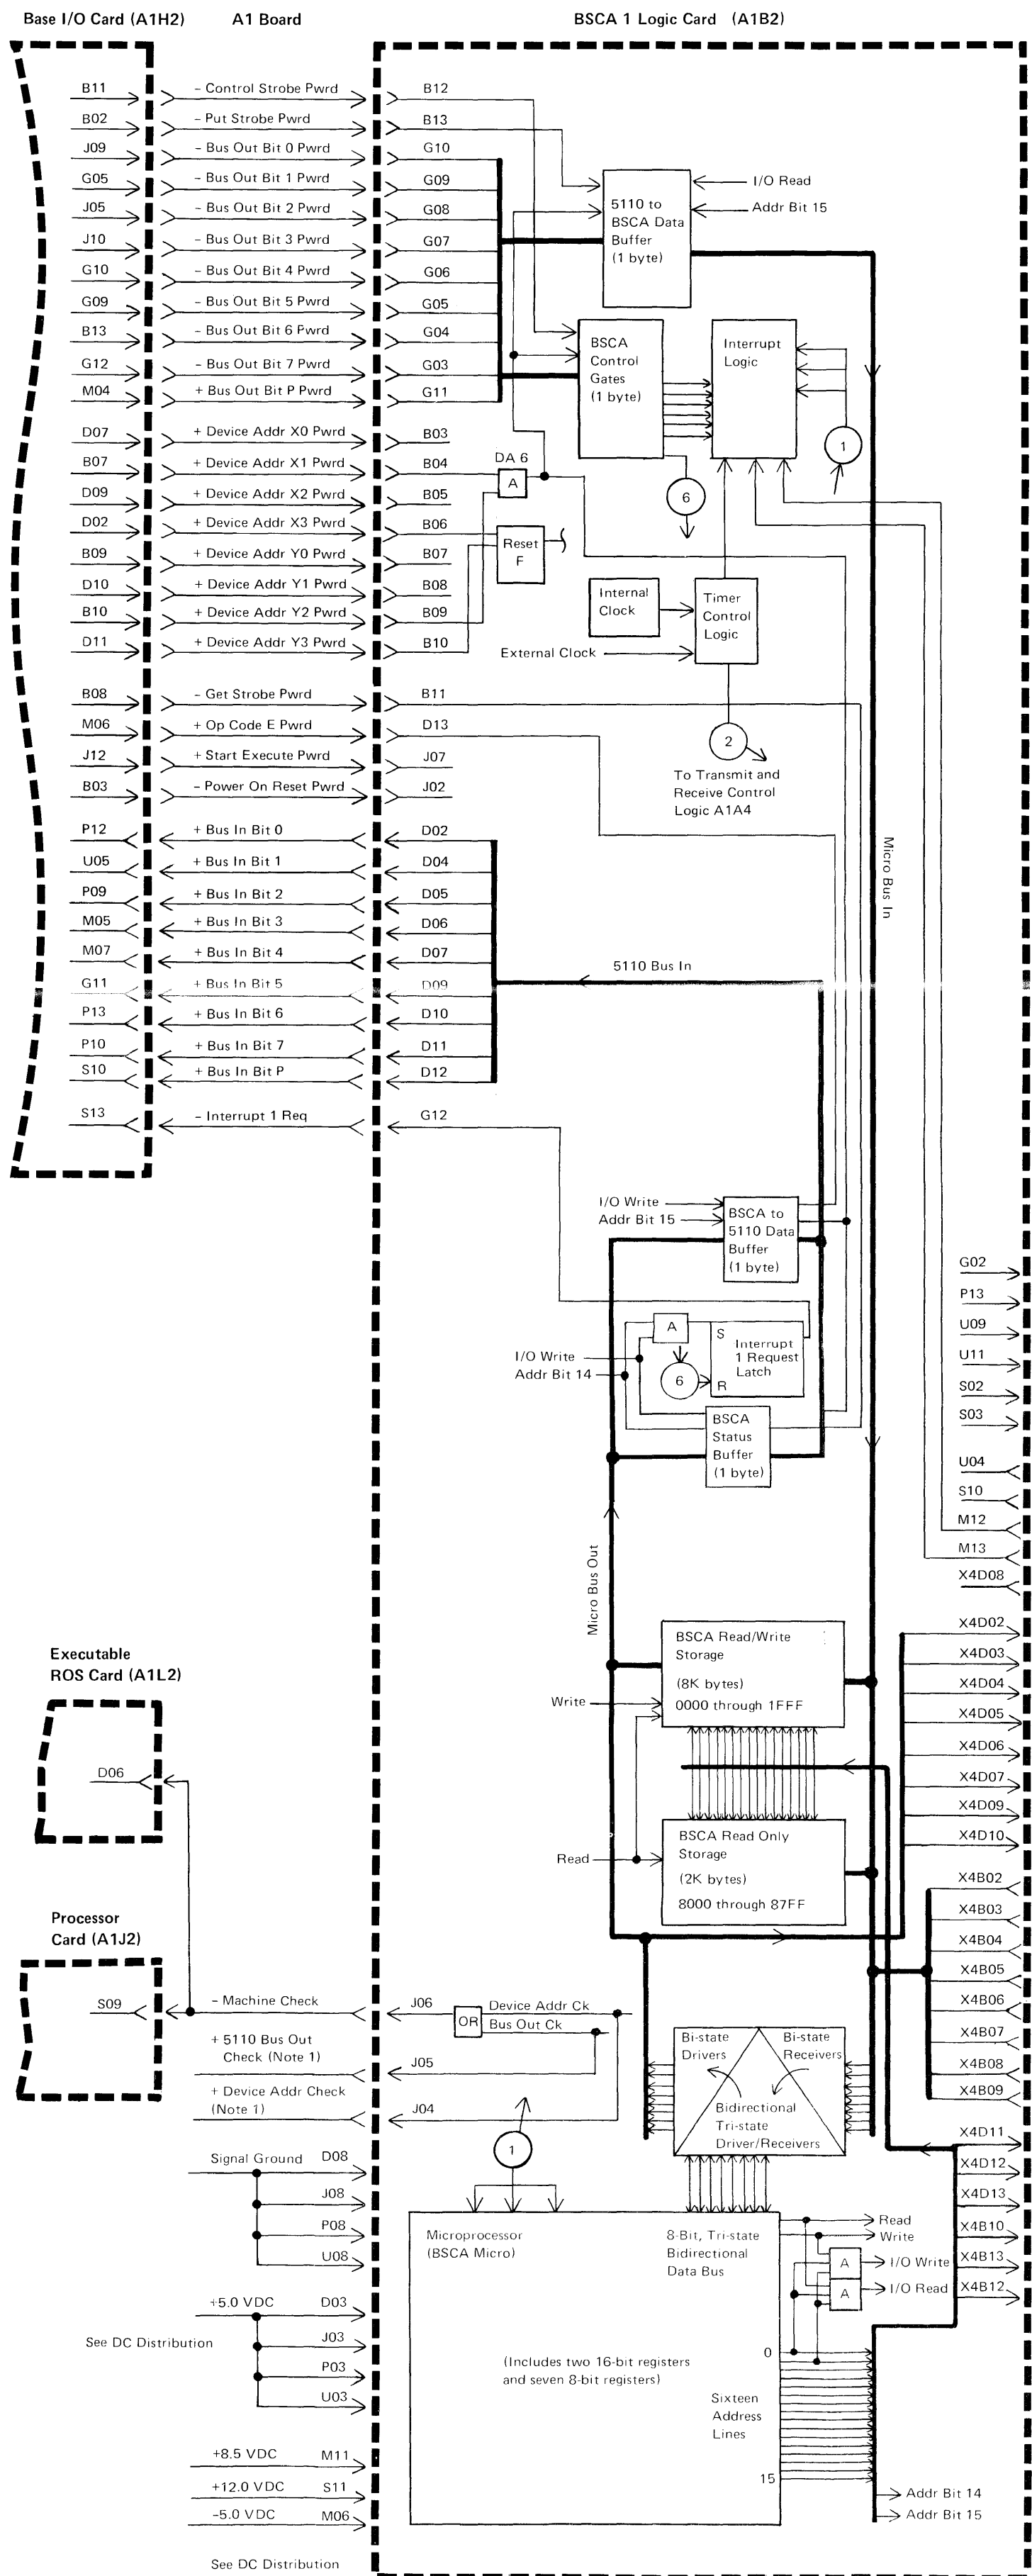 Base I/O Card (A1H2) A1 Board BSCA 1 Logic Card (A1B2)
B11 – Control Strobe Pwrd B12
B02 – Put Strobe Pwrd B13
J09 – Bus Out Bit 0 Pwrd G10
G05 – Bus Out Bit 1 Pwrd G09
J05 – Bus Out Bit 2 Pwrd G08
J10 – Bus Out Bit 3 Pwrd G07
G10 – Bus Out Bit 4 Pwrd G06
G09 – Bus Out Bit 5 Pwrd G05
B13 – Bus Out Bit 6 Pwrd G04
G12 – Bus Out Bit 7 Pwrd G03
M04 + Bus Out Bit P Pwrd G11
5110 to
BSCA Data
Buffer
(1 byte)
I/O Read
Addr Bit 15
BSCA
Control
Gates
(1 byte)
Interrupt
Logic
1
6
D07 + Device Addr X0 Pwrd B03
B07 + Device Addr X1 Pwrd B04
D09 + Device Addr X2 Pwrd B05
D02 + Device Addr X3 Pwrd B06
B09 + Device Addr Y0 Pwrd B07
D10 + Device Addr Y1 Pwrd B08
B10 + Device Addr Y2 Pwrd B09
D11 + Device Addr Y3 Pwrd B10
DA 6
A
Reset
F
Internal
Clock
Timer
Control
Logic
External Clock
2
To Transmit and
Receive Control
Logic A1A4
B08 – Get Strobe Pwrd B11
M06 + Op Code E Pwrd D13
J12 + Start Execute Pwrd J07
B03 – Power On Reset Pwrd J02
P12 + Bus In Bit 0 D02
U05 + Bus In Bit 1 D04
P09 + Bus In Bit 2 D05
M05 + Bus In Bit 3 D06
M07 + Bus In Bit 4 D07
G11 + Bus In Bit 5 D09
P13 + Bus In Bit 6 D10
P10 + Bus In Bit 7 D11
S10 + Bus In Bit P D12
S13 – Interrupt 1 Req G12
Micro Bus In
5110 Bus In
I/O Write
Addr Bit 15
BSCA to
5110 Data
Buffer
(1 byte)
A
S
Interrupt
1 Request
Latch
R
6
I/O Write
Addr Bit 14
BSCA
Status
Buffer
(1 byte)
G02
P13
U09
U11
S02
S03
U04
S10
M12
M13
X4D08
Micro Bus Out
BSCA Read/Write
Storage
(8K bytes)
0000 through 1FFF
Write
BSCA Read Only
Storage
(2K bytes)
8000 through 87FF
Read
X4D02
X4D03
X4D04
X4D05
X4D06
X4D07
X4D09
X4D10
X4B02
X4B03
X4B04
X4B05
X4B06
X4B07
X4B08
X4B09
X4D11
X4D12
X4D13
X4B10
X4B13
X4B12
Executable
ROS Card (A1L2)
D06
Processor
Card (A1J2)
S09 – Machine Check J06
OR
Device Addr Ck
Bus Out Ck
+ 5110 Bus Out
Check (Note 1) J05
+ Device Addr Check
(Note 1) J04
1
Bi-state
Drivers
Bi-state
Receivers
Bidirectional
Tri-state
Driver/Receivers
Signal Ground D08
J08
P08
U08
+5.0 VDC D03
See DC Distribution J03
P03
U03
+8.5 VDC M11
+12.0 VDC S11
–5.0 VDC M06
See DC Distribution
Microprocessor
(BSCA Micro)
8-Bit, Tri-state
Bidirectional
Data Bus
(Includes two 16-bit registers
and seven 8-bit registers)
Read
Write
A
I/O Write
A
I/O Read
0
Sixteen
Address
Lines
15
Addr Bit 14
Addr Bit 15